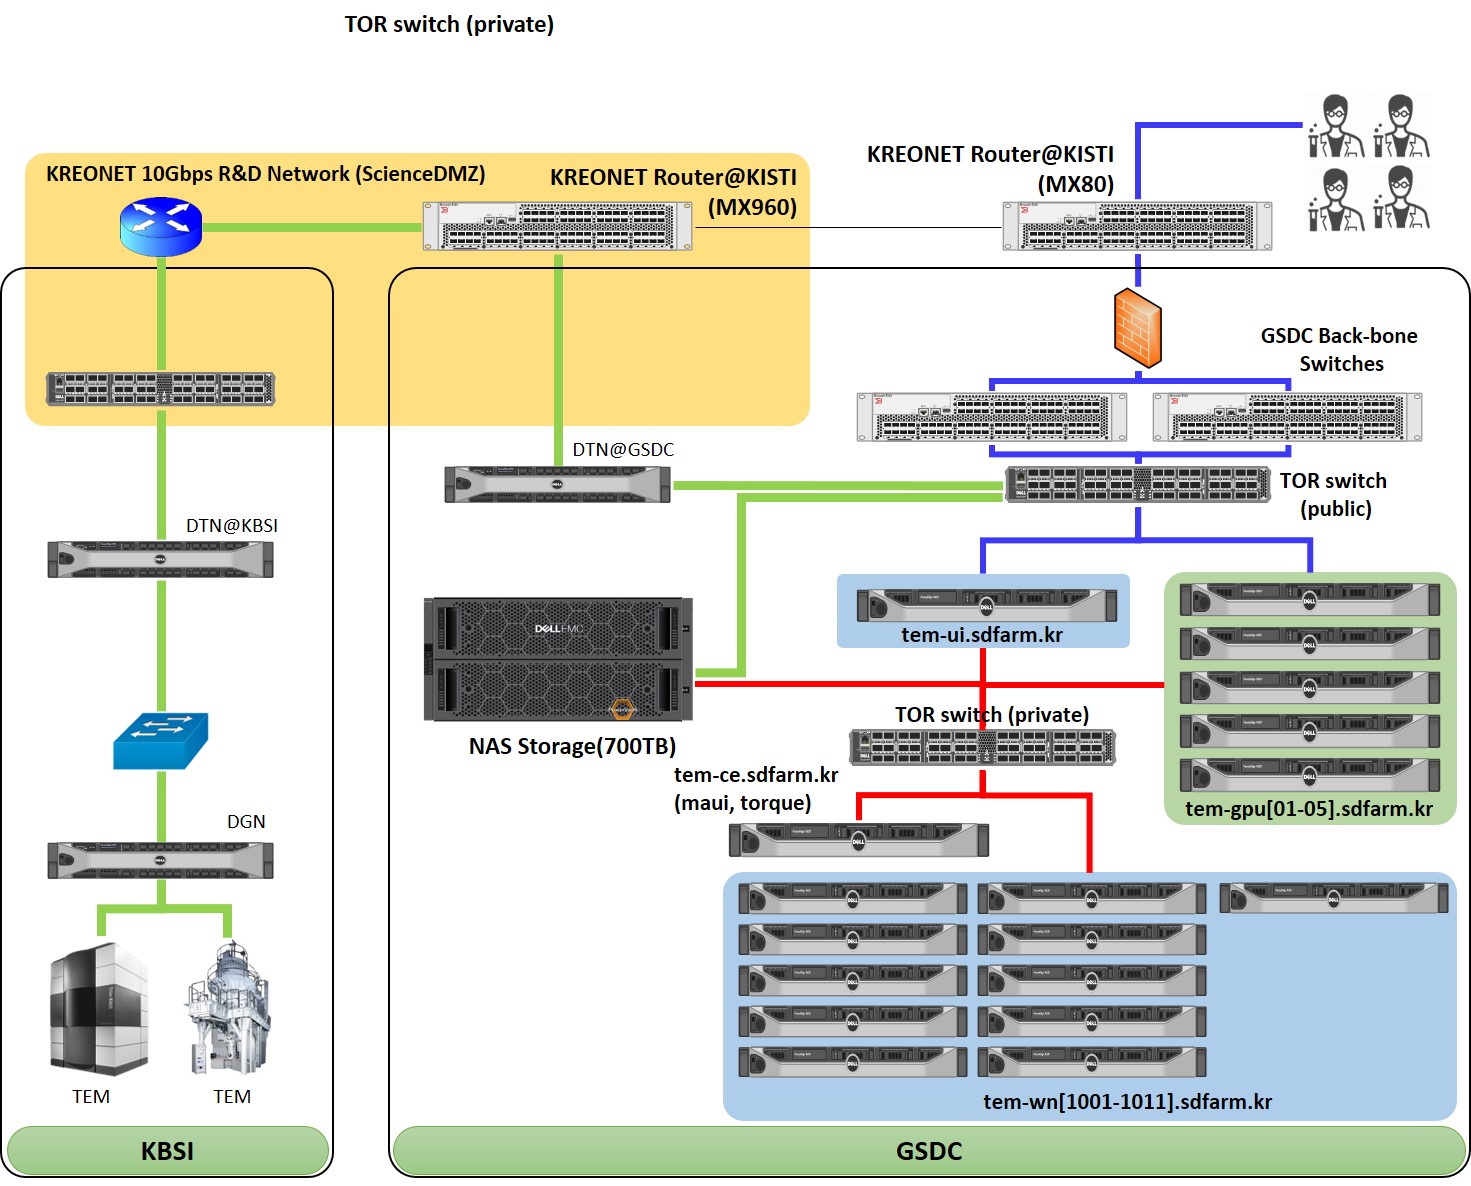 TOR switch (private)
KREONET 10Gbps R&D Network (ScienceDMZ)
KREONET Router@KISTI
(MX960)
KREONET Router@KISTI
(MX80)
GSDC Back-bone
Switches
DTN@GSDC
TOR switch
(public)
DTN@KBSI
DELL EMC
tem-ui.sdfarm.kr
NAS Storage(700TB)
TOR switch (private)
tem-ce.sdfarm.kr
(maui, torque)
tem-gpu[01-05].sdfarm.kr
DGN
TEM
TEM
tem-wn[1001-1011].sdfarm.kr
KBSI
GSDC